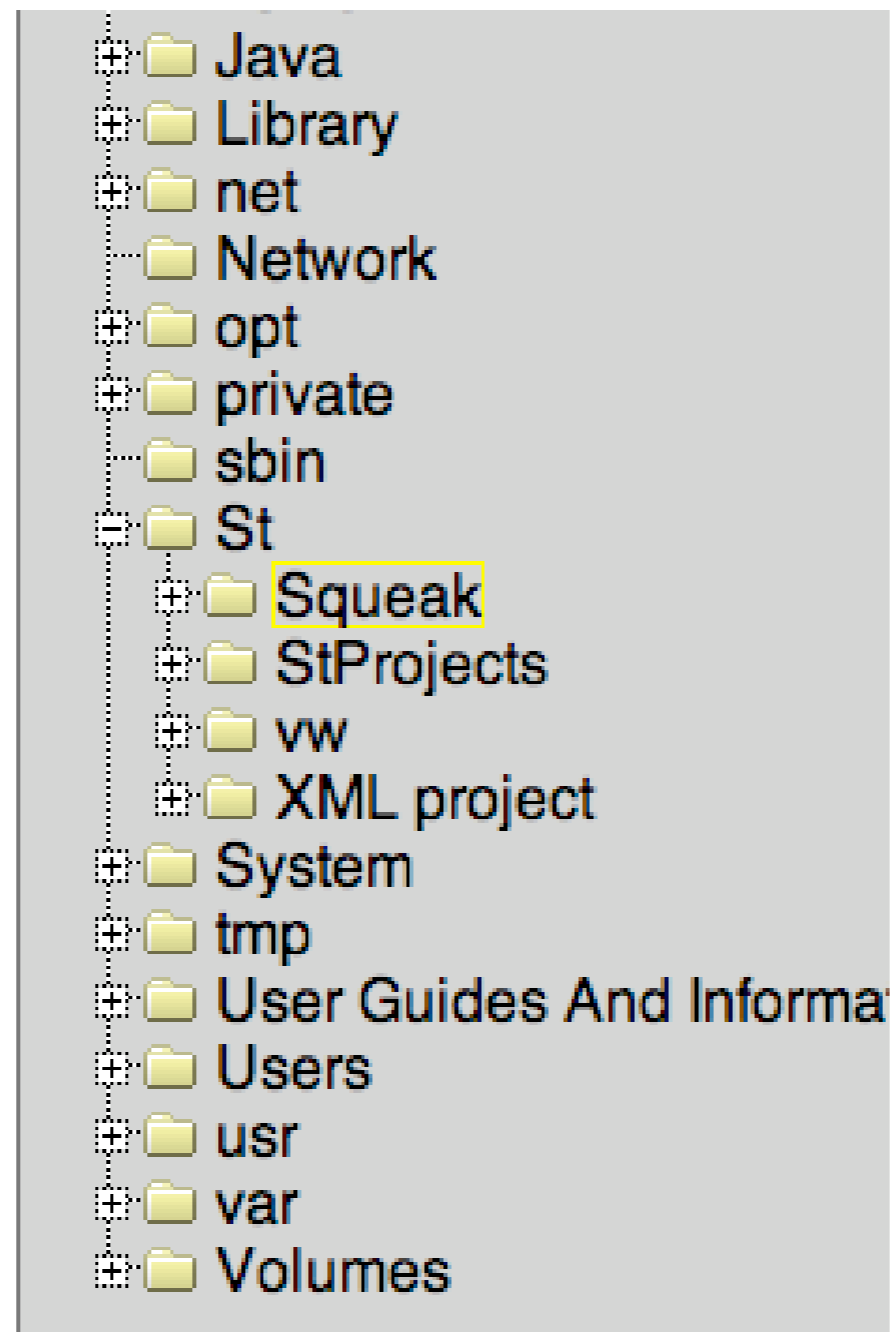 Java
Library
net
Network
opt
private
sbin
St
Squeak
StProjects
vw
XML project
System
tmp
User Guides And Informa
Users
usr
var
Volumes